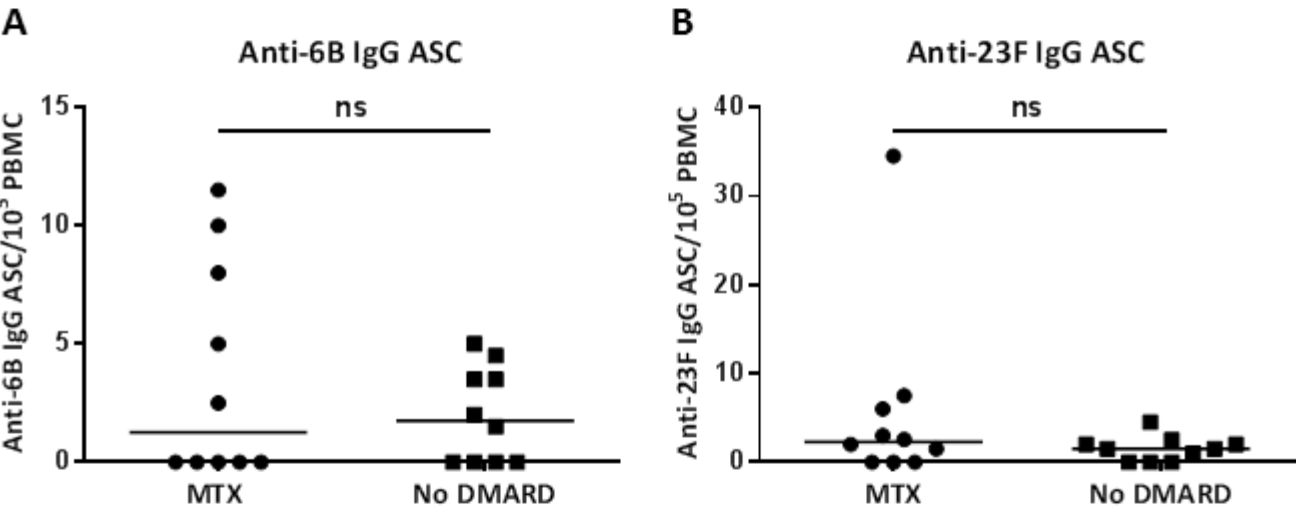 A
Anti-6B IgG ASC
Anti-6B IgG ASC/10⁵ PBMC
15
10
5
0
ns
MTX
No DMARD
B
Anti-23F IgG ASC
Anti-23F IgG ASC/10⁵ PBMC
40
30
20
10
0
ns
MTX
No DMARD